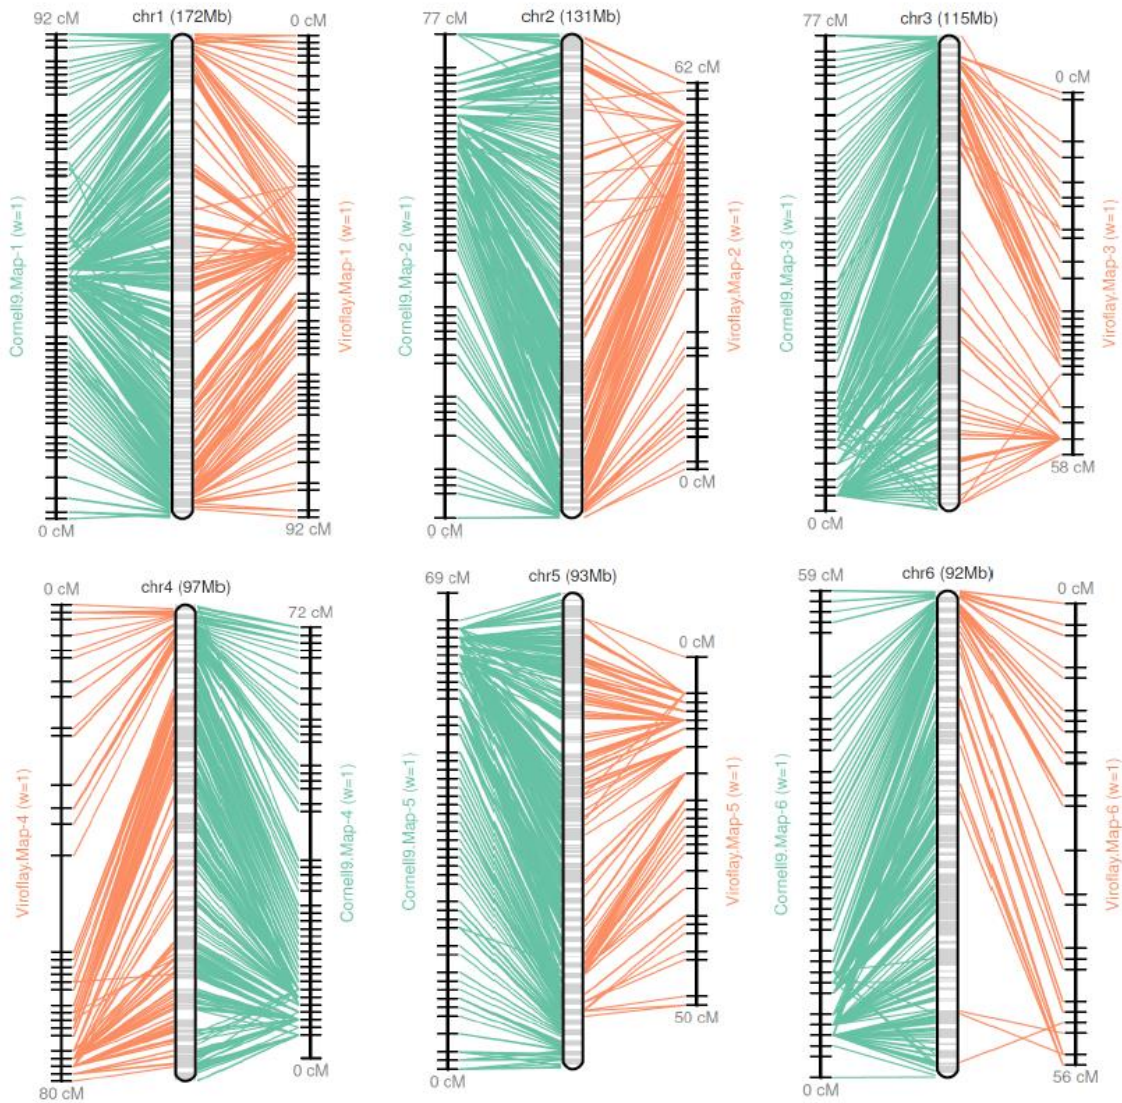 92 cM
chr1 (172Mb)
0 cM
Cornell9.Map-1 (w=1)
Viroflay.Map-1 (w=1)
0 cM
92 cM
77 cM
chr2 (131Mb)
62 cM
Cornell9.Map-2 (w=1)
Viroflay.Map-2 (w=1)
0 cM
0 cM
77 cM
chr3 (115Mb)
0 cM
Cornell9.Map-3 (w=1)
Viroflay.Map-3 (w=1)
0 cM
58 cM
0 cM
chr4 (97Mb)
72 cM
Viroflay.Map-4 (w=1)
Cornell9.Map-4 (w=1)
80 cM
0 cM
69 cM
chr5 (93Mb)
0 cM
Cornell9.Map-5 (w=1)
Viroflay.Map-5 (w=1)
0 cM
50 cM
59 cM
chr6 (92Mb)
0 cM
Cornell9.Map-6 (w=1)
Viroflay.Map-6 (w=1)
0 cM
56 cM